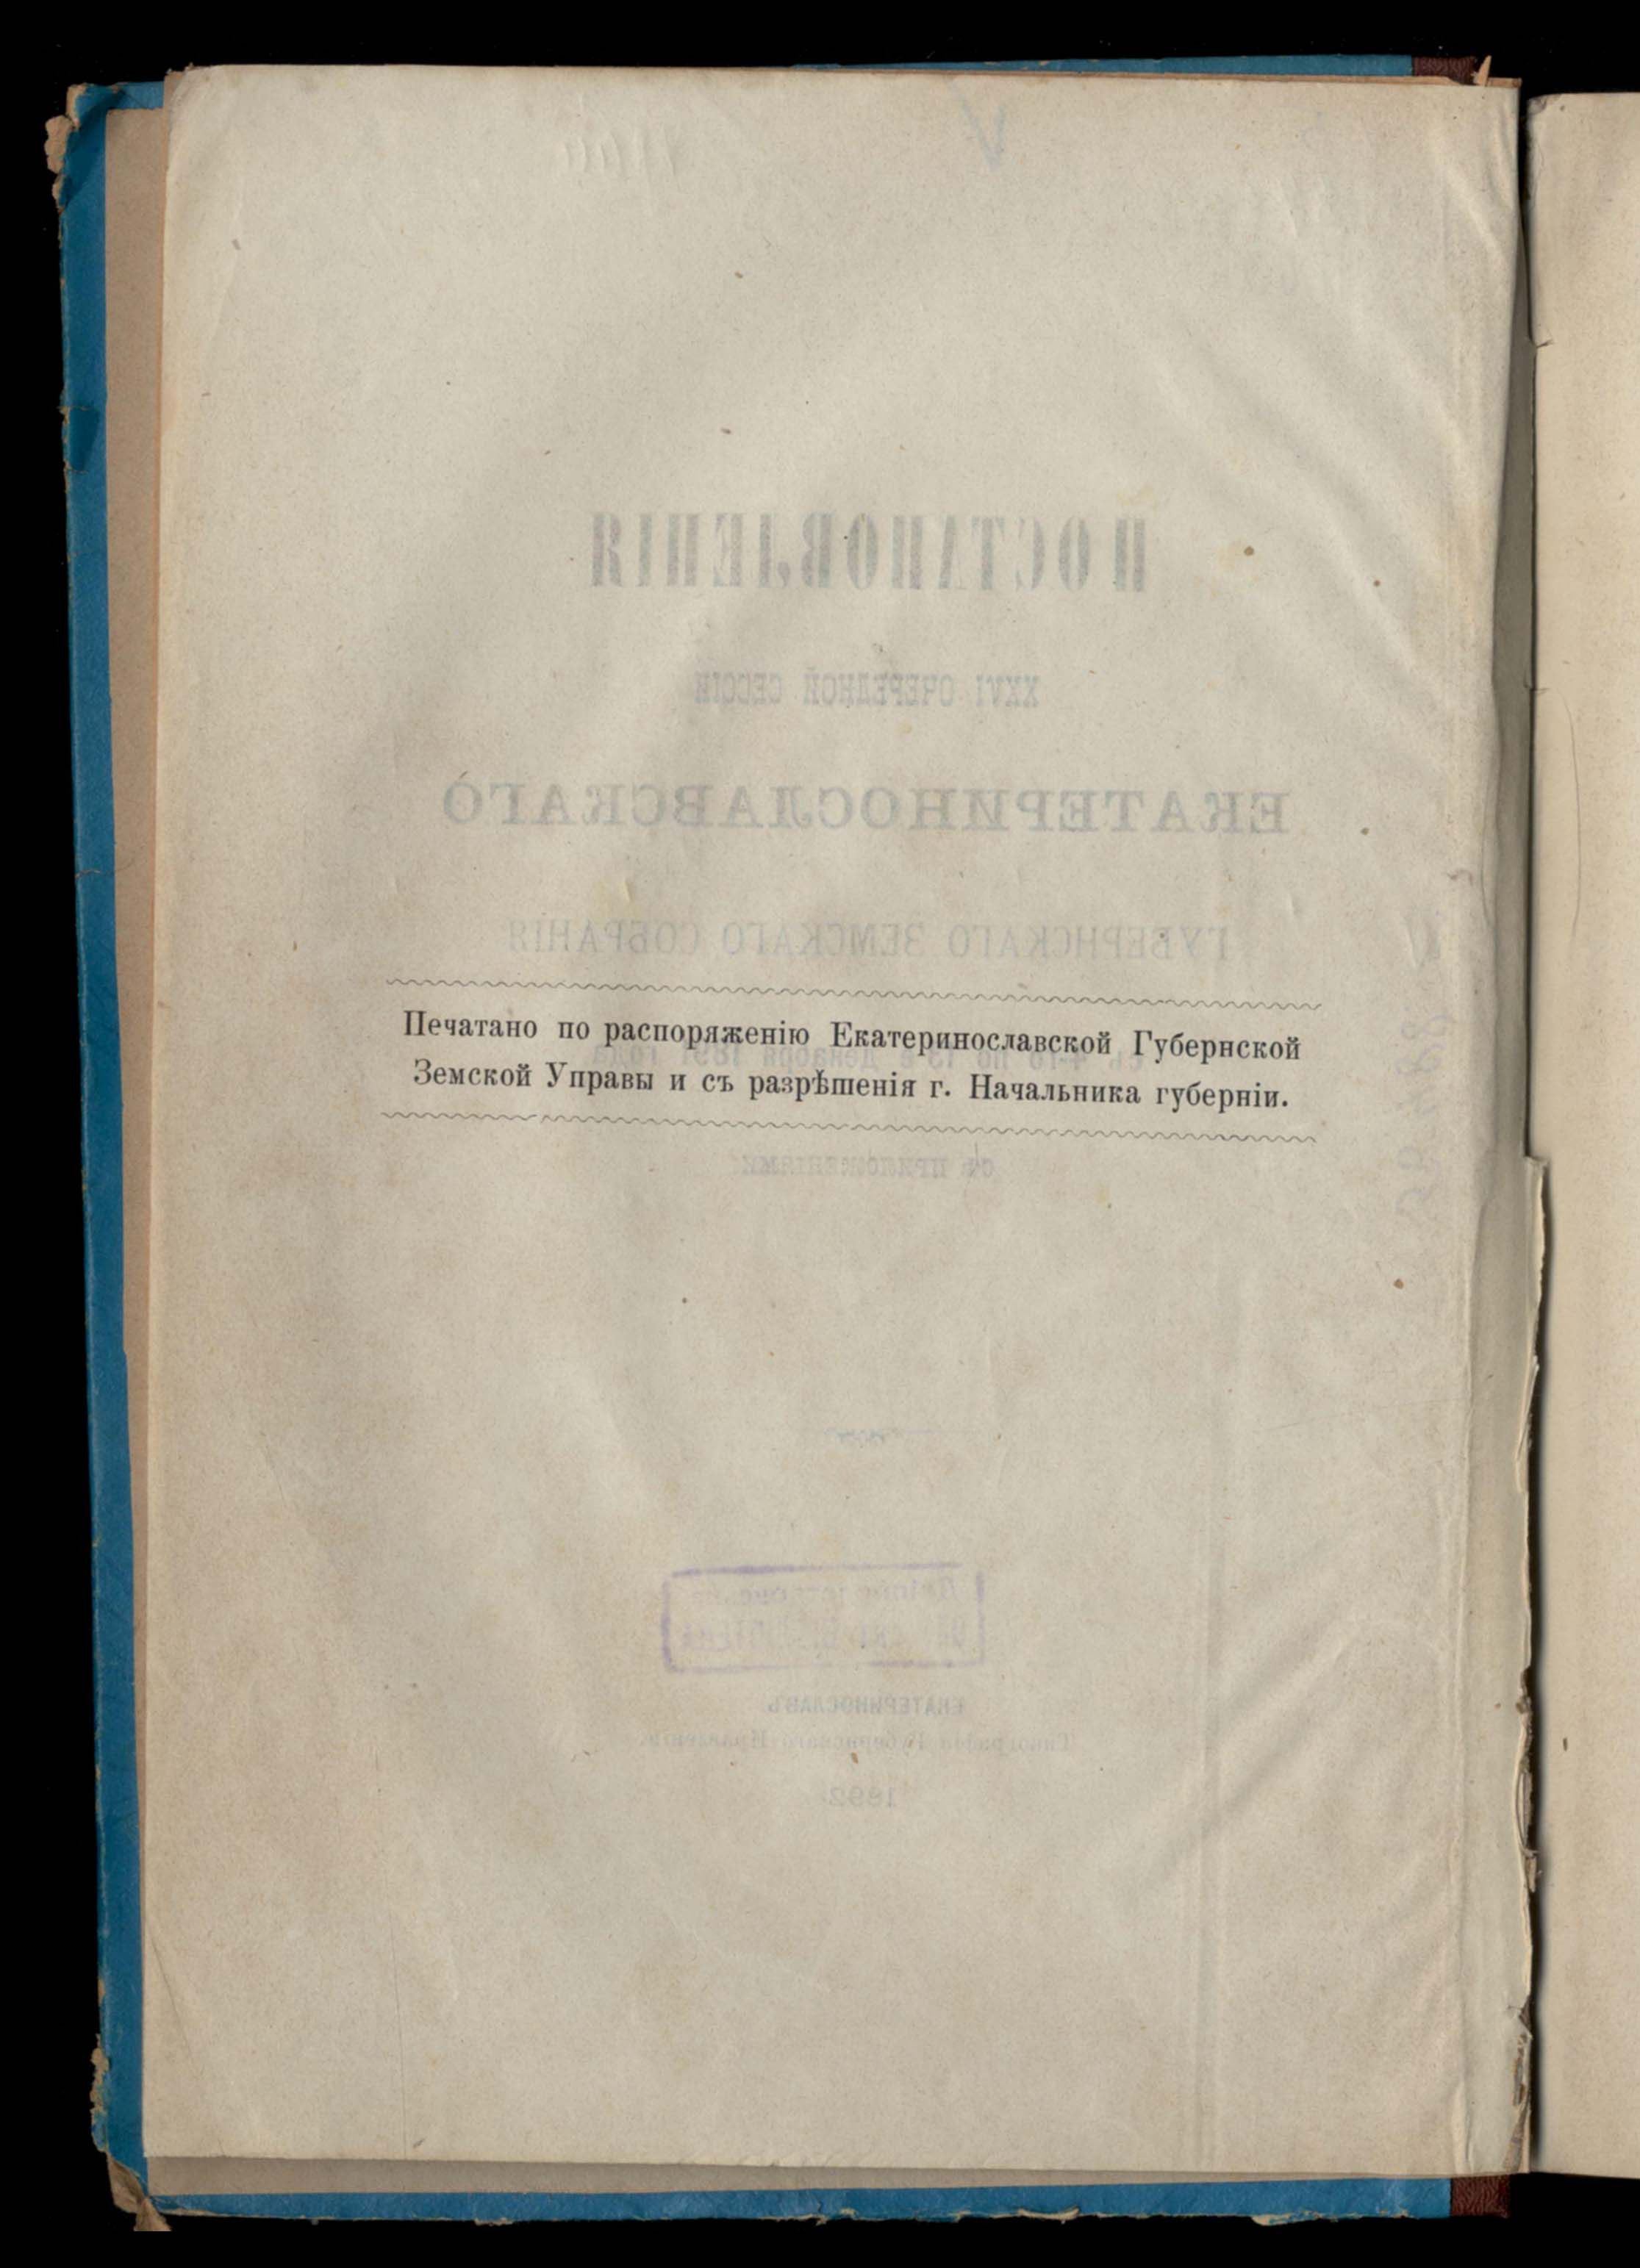 Печатано по распоряженію Екатеринославской Губернской
Земской Управы и съ разрѣшенія г. Начальника губерніи.